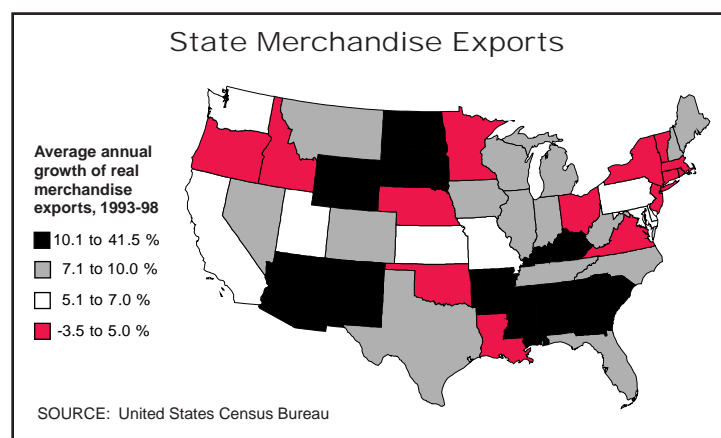 State Merchandise Exports
Average annual
growth of real
merchandise
exports, 1993-98
10.1 to 41.5 %
7.1 to 10.0 %
5.1 to 7.0 %
-3.5 to 5.0 %
SOURCE: United States Census Bureau